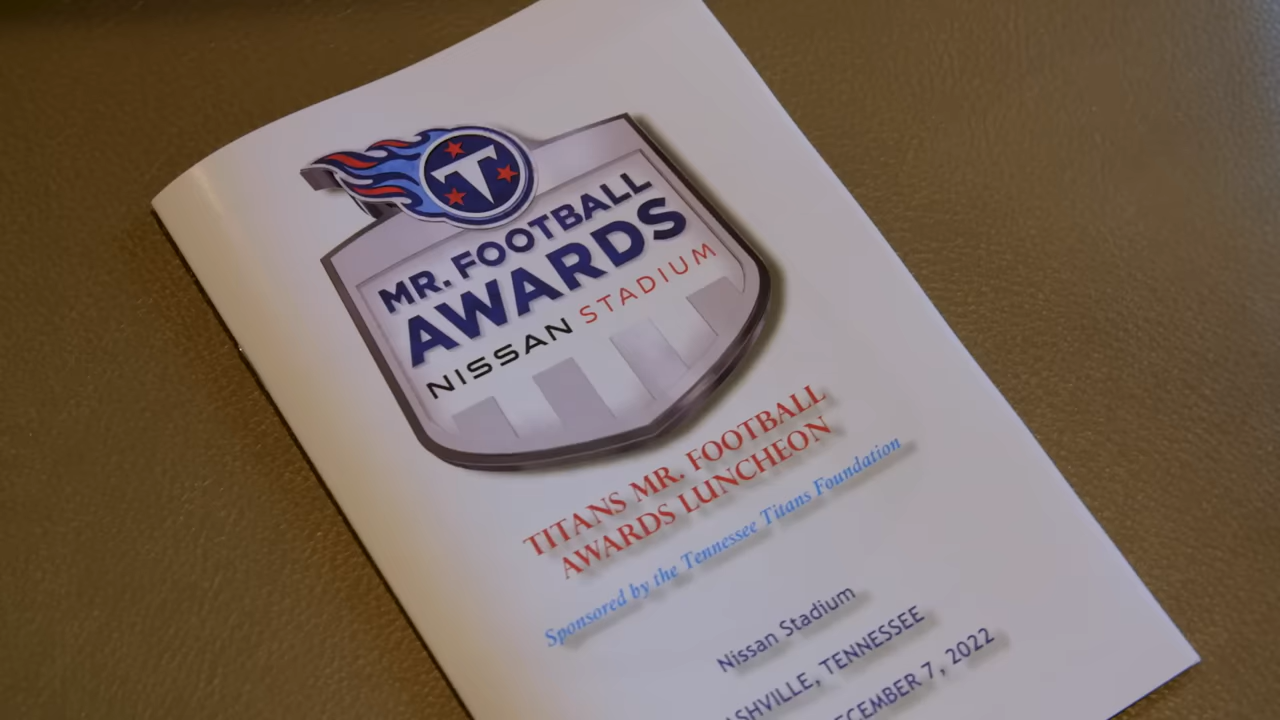 T
MR. FOOTBALL
AWARDS
NISSAN STADIUM
TITANS MR. FOOTBALL
AWARDS LUNCHEON
Sponsored by the Tennessee Titans Foundation
Nissan Stadium
ASHVILLE, TENNESSEE
ECEMBER 7, 2022